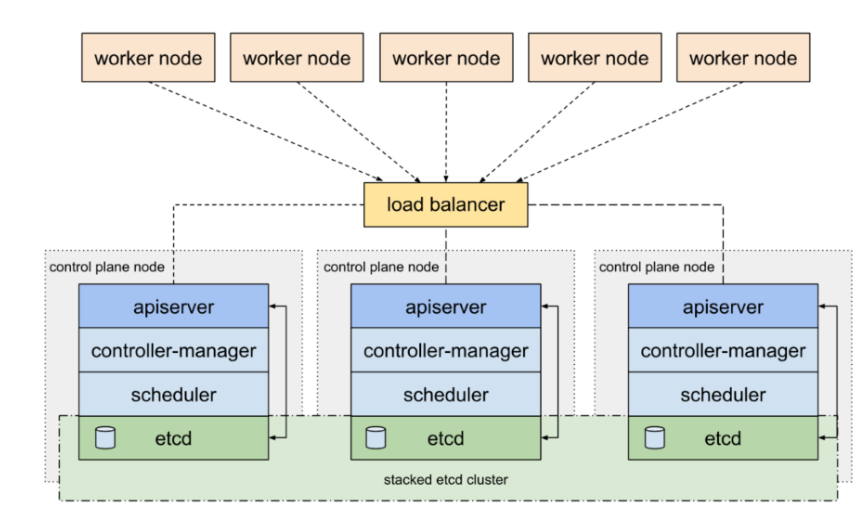 worker node
worker node
worker node
worker node
worker node
load balancer
control plane node
apiserver
controller-manager
scheduler
etcd
control plane node
apiserver
controller-manager
scheduler
etcd
control plane node
apiserver
controller-manager
scheduler
etcd
stacked etcd cluster